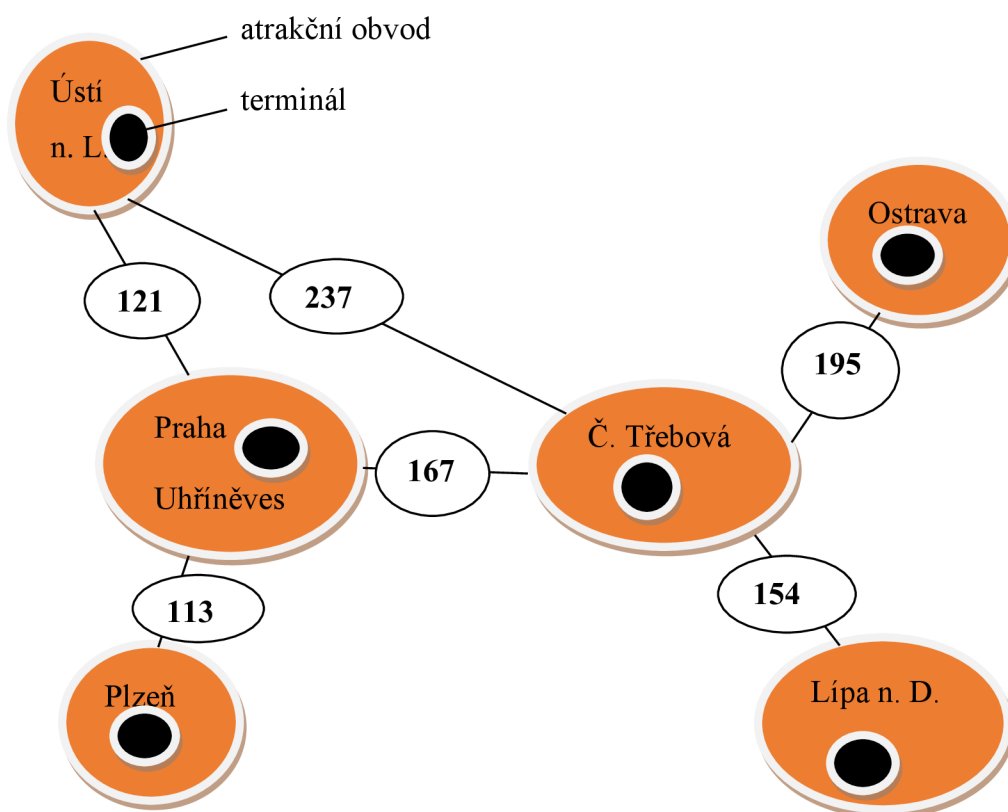 atrakční obvod
terminál
Ústí
n. L.
121
237
Ostrava
195
Praha
Uhříněves
167
Č. Třebová
113
154
Plzeň
Lípa n. D.